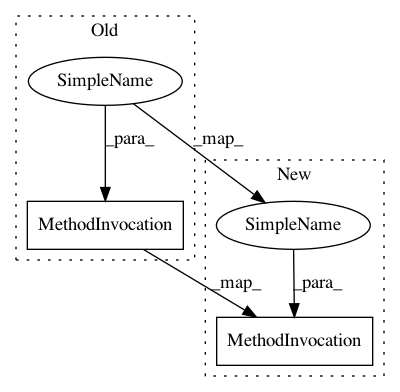 Old
SimpleName
_para_
_map_
New
MethodInvocation
SimpleName
_map_
_para_
MethodInvocation